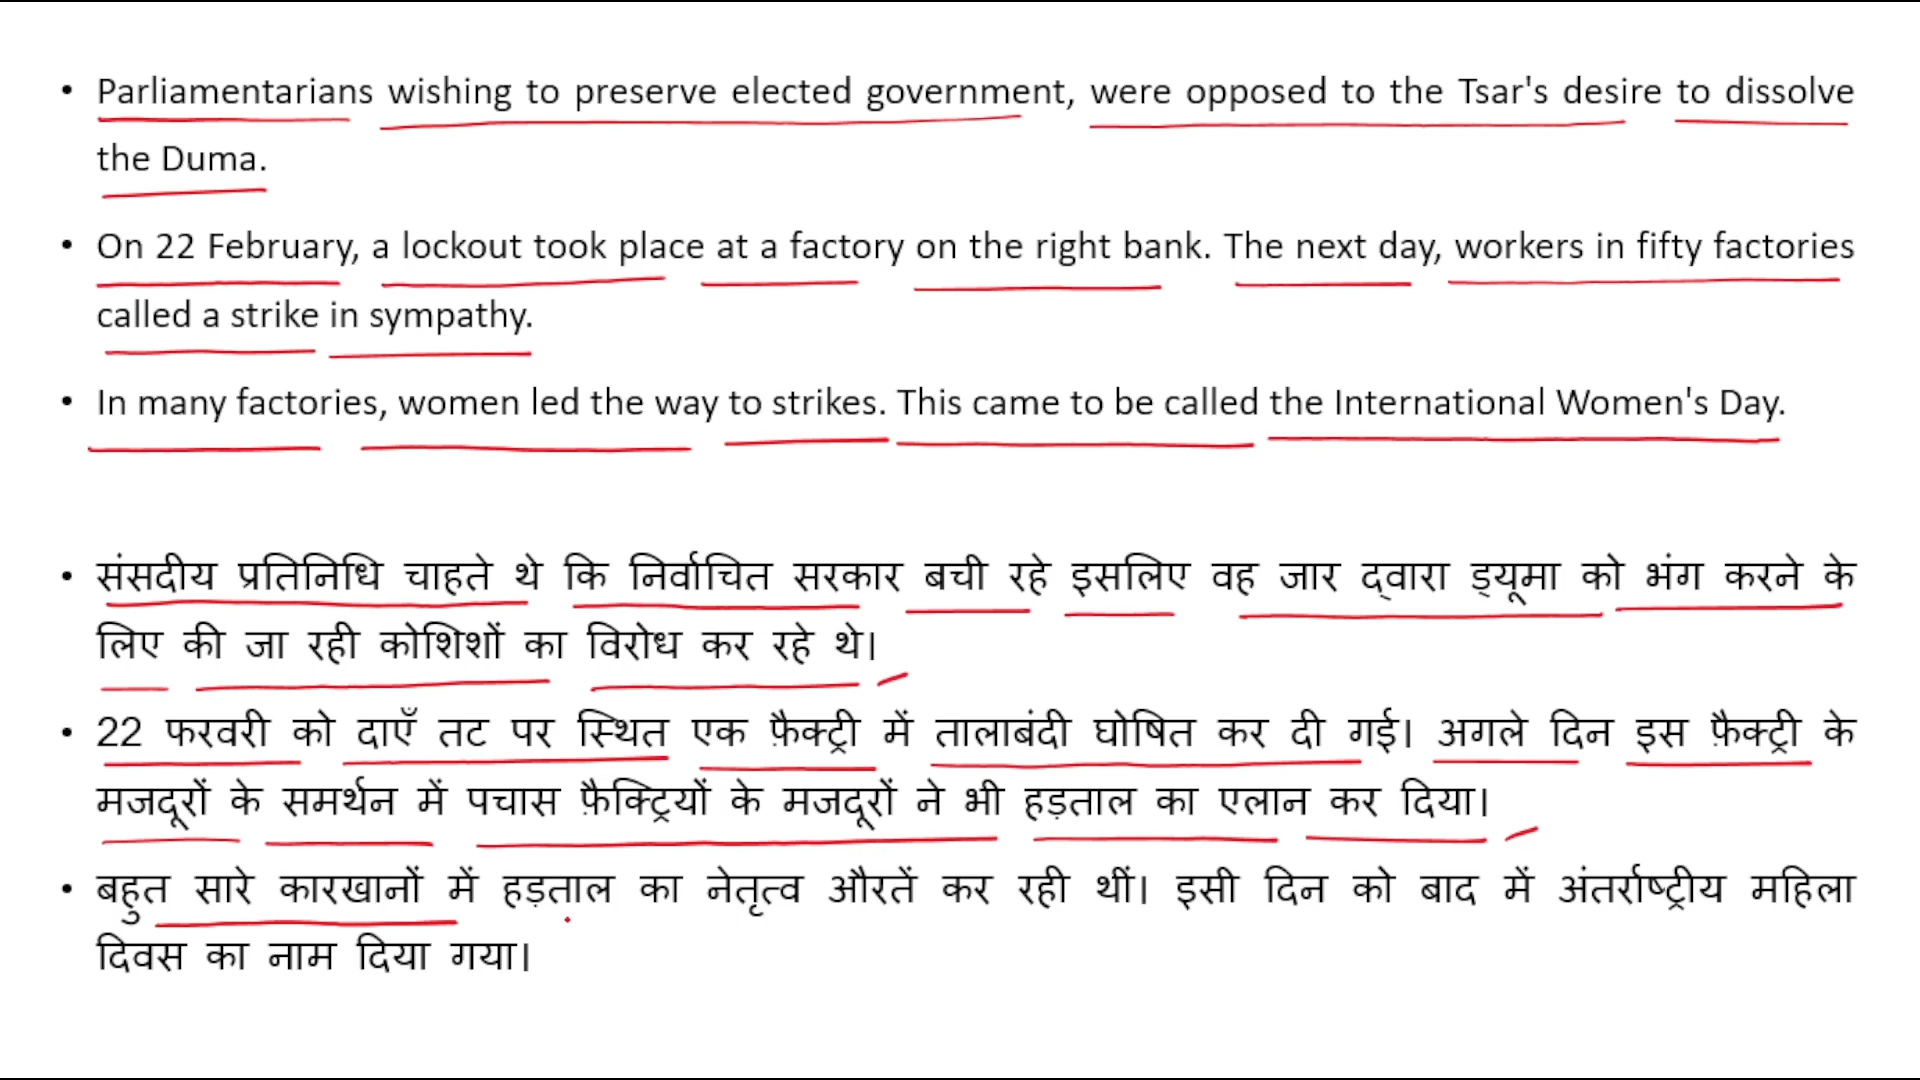 • Parliamentarians wishing to preserve elected government, were opposed to the Tsar's desire to dissolve
the Duma.
• On 22 February, a lockout took place at a factory on the right bank. The next day, workers in fifty factories
called a strike in sympathy.
• In many factories, women led the way to strikes. This came to be called the International Women's Day.
• संसदीय प्रतिनिधि चाहते थे कि निर्वाचित सरकार बची रहे इसलिए वह जार द्वारा ड्यूमा को भंग करने के
लिए की जा रही कोशिशों का विरोध कर रहे थे।
• 22 फरवरी को दाएँ तट पर स्थित एक फ़ैक्ट्री में तालाबंदी घोषित कर दी गई। अगले दिन इस फ़ैक्ट्री के
मजदूरों के समर्थन में पचास फ़ैक्ट्रियों के मजदूरों ने भी हड़ताल का एलान कर दिया।
• बहुत सारे कारखानों में हड़ताल का नेतृत्व औरतें कर रही थीं। इसी दिन को बाद में अंतर्राष्ट्रीय महिला
दिवस का नाम दिया गया।